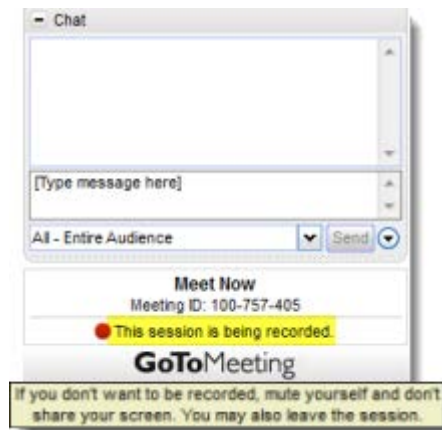 − Chat
[Type message here]
All - Entire Audience
Send
Meet Now
Meeting ID: 100-757-405
This session is being recorded.
GoToMeeting
If you don't want to be recorded, mute yourself and don't
share your screen. You may also leave the session.